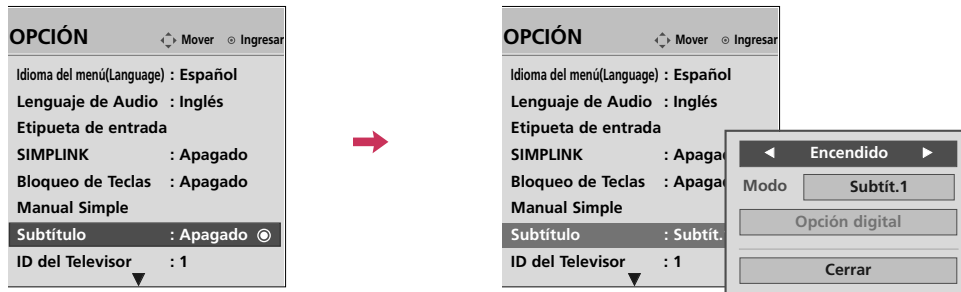 OPCIÓN Mover Ingresar
Idioma del menú(Language) : Español
Lenguaje de Audio : Inglés
Etipueta de entrada
SIMPLINK : Apagado
Bloqueo de Teclas : Apagado
Manual Simple
Subtítulo : Apagado
ID del Televisor : 1
OPCIÓN Mover Ingresar
Idioma del menú(Language) : Español
Lenguaje de Audio : Inglés
Etipueta de entrada
SIMPLINK : Apaga
Bloqueo de Teclas : Apaga
Manual Simple
Subtítulo : Subtít.
ID del Televisor : 1
Encendido
Modo Subtít.1
Opción digital
Cerrar